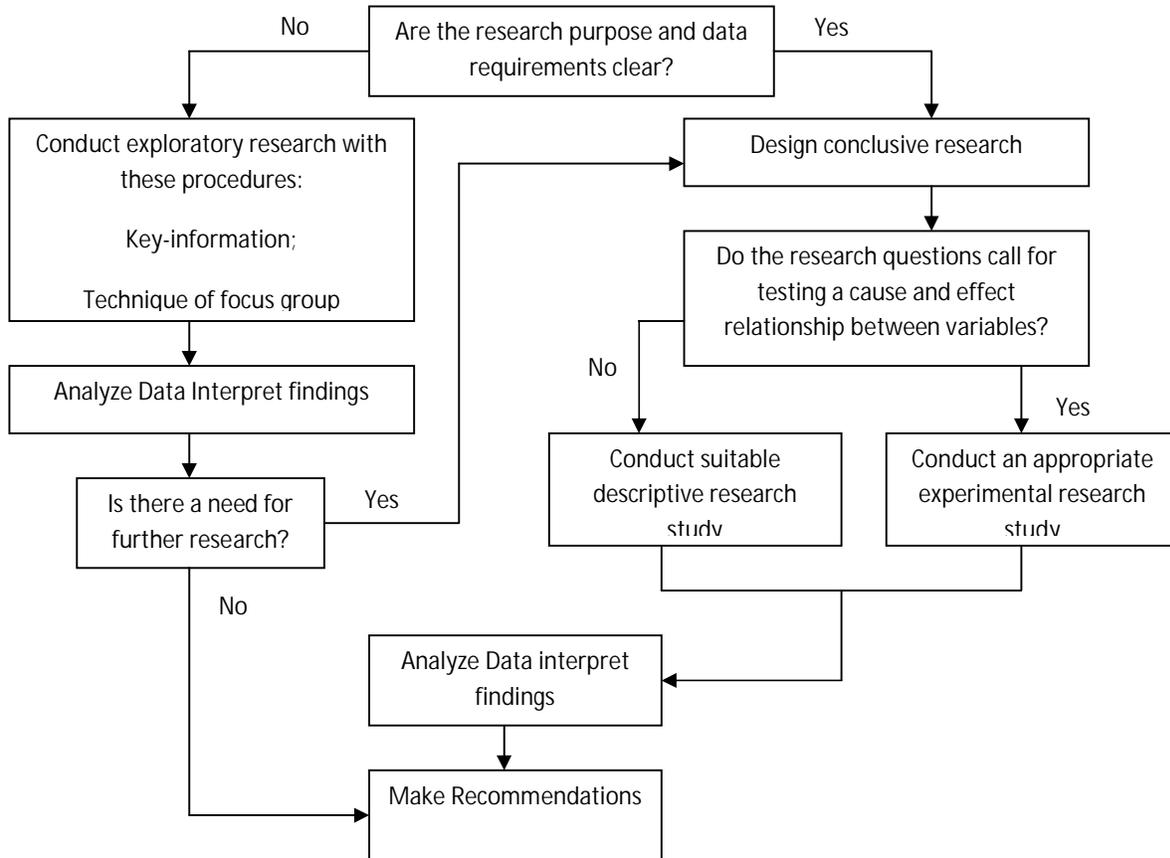 No
Are the research purpose and data
requirements clear?
Yes
Conduct exploratory research with
these procedures:
Key-information;
Technique of focus group
Design conclusive research
Do the research questions call for
testing a cause and effect
relationship between variables?
Analyze Data Interpret findings
No
Yes
Conduct suitable
descriptive research
study
Conduct an appropriate
experimental research
study
Is there a need for
further research?
Yes
No
Analyze Data interpret
findings
Make Recommendations